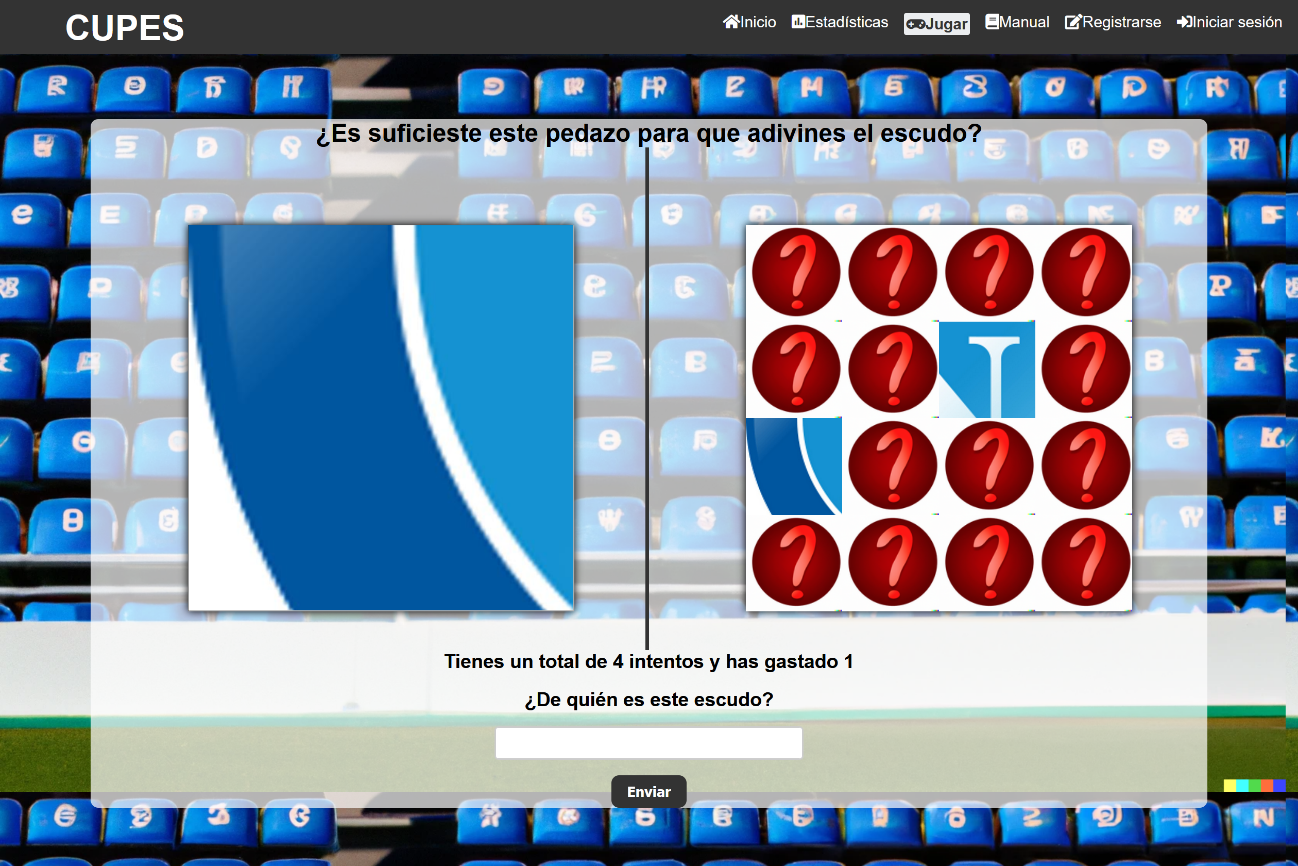 CUPES
Inicio
Estadísticas
Jugar
Manual
Registrarse
Iniciar sesión
¿Es suficieste este pedazo para que adivines el escudo?
Tienes un total de 4 intentos y has gastado 1
¿De quién es este escudo?
Enviar